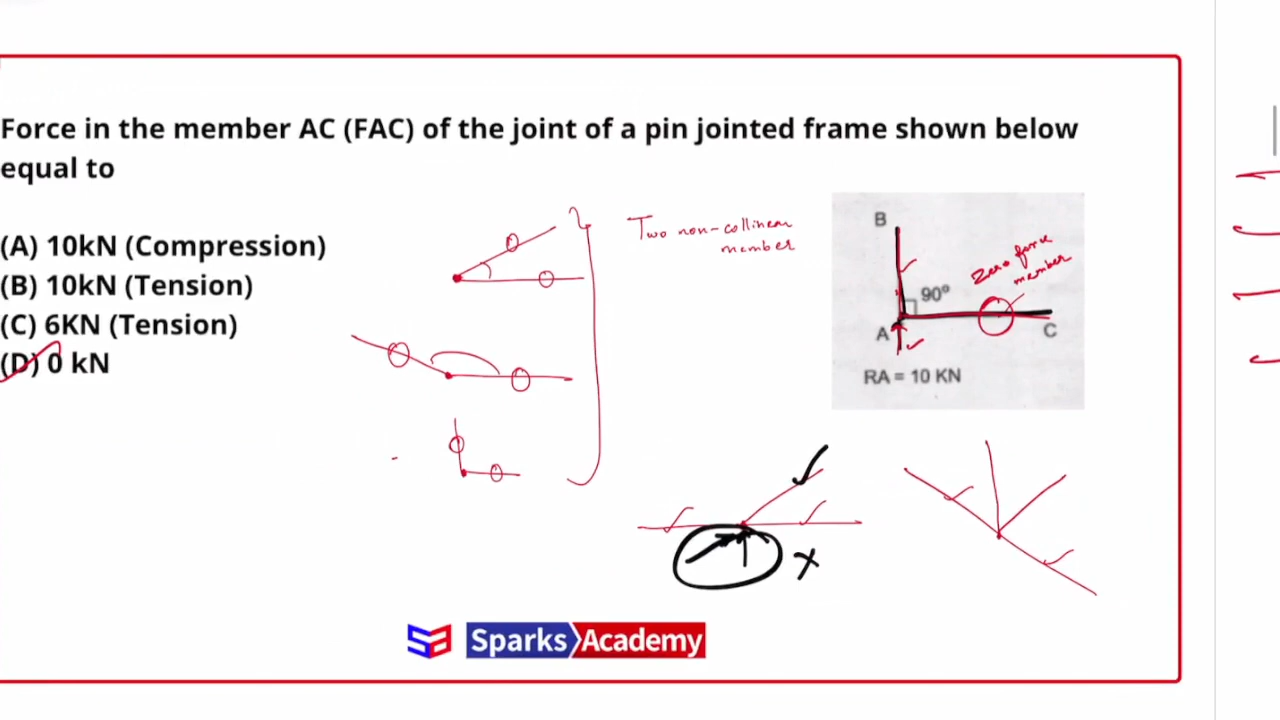 Force in the member AC (FAC) of the joint of a pin jointed frame shown below
equal to
(A) 10kN (Compression)
(B) 10kN (Tension)
(C) 6KN (Tension)
(D) 0 kN
Two non-collinear
member
B
Zero force
member
90°
A
C
RA = 10 KN
Sparks Academy